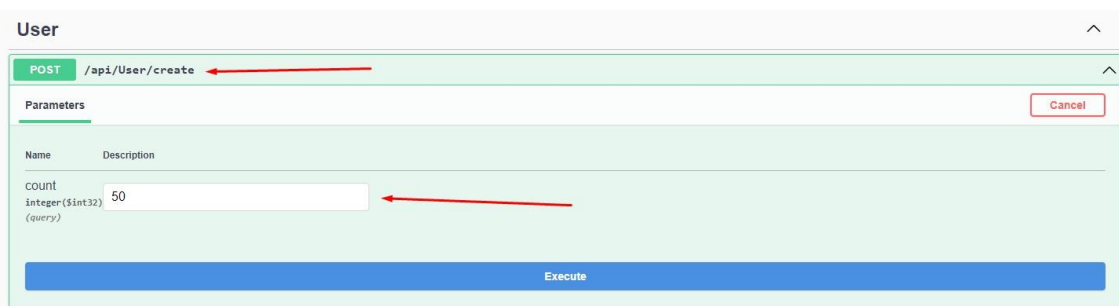 User
POST /api/User/create
Parameters
Cancel
Name Description
count
integer($int32)
(query)
50
Execute